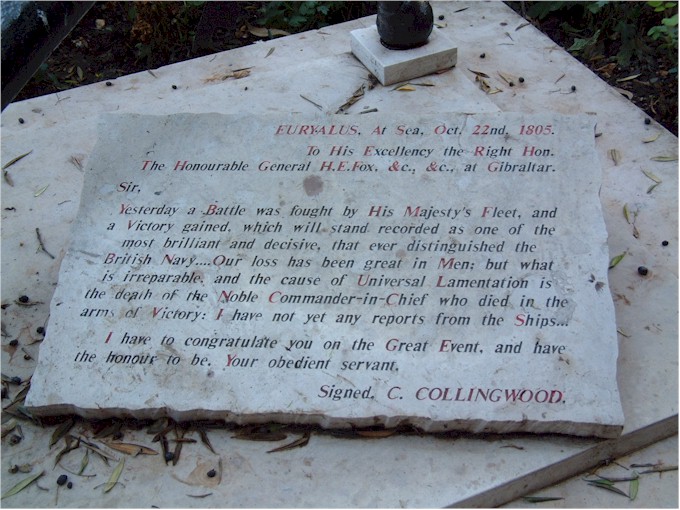 EURYALUS, At Sea, Oct, 22nd, 1805.
To His Excellency the Right Hon.
The Honourable General H.E.Fox, &c., &c., at Gibraltar.
Sir,
Yesterday a Battle was fought by His Majesty's Fleet, and
a Victory gained, which will stand recorded as one of the
most brilliant and decisive, that ever distinguished the
British Navy....Our loss has been great in Men; but what
is irreparable, and the cause of Universal Lamentation is
the death of the Noble Commander-in-Chief who died in the
arms of Victory; I have not yet any reports from the Ships...
I have to congratulate you on the Great Event, and have
the honour to be, Your obedient servant,
Signed, C. COLLINGWOOD.